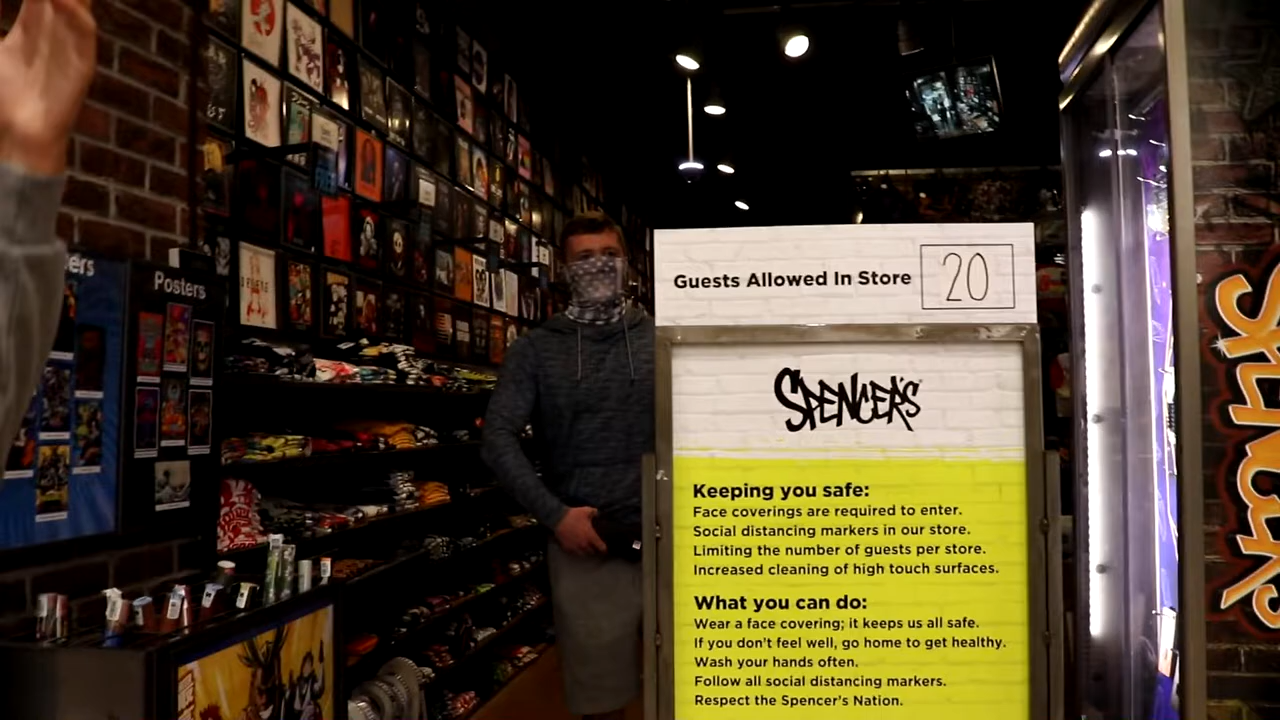 Posters
Guests Allowed In Store 20
SPENCER'S
Keeping you safe:
Face coverings are required to enter.
Social distancing markers in our store.
Limiting the number of guests per store.
Increased cleaning of high touch surfaces.
What you can do:
Wear a face covering; it keeps us all safe.
If you don't feel well, go home to get healthy.
Wash your hands often.
Follow all social distancing markers.
Respect the Spencer's Nation.